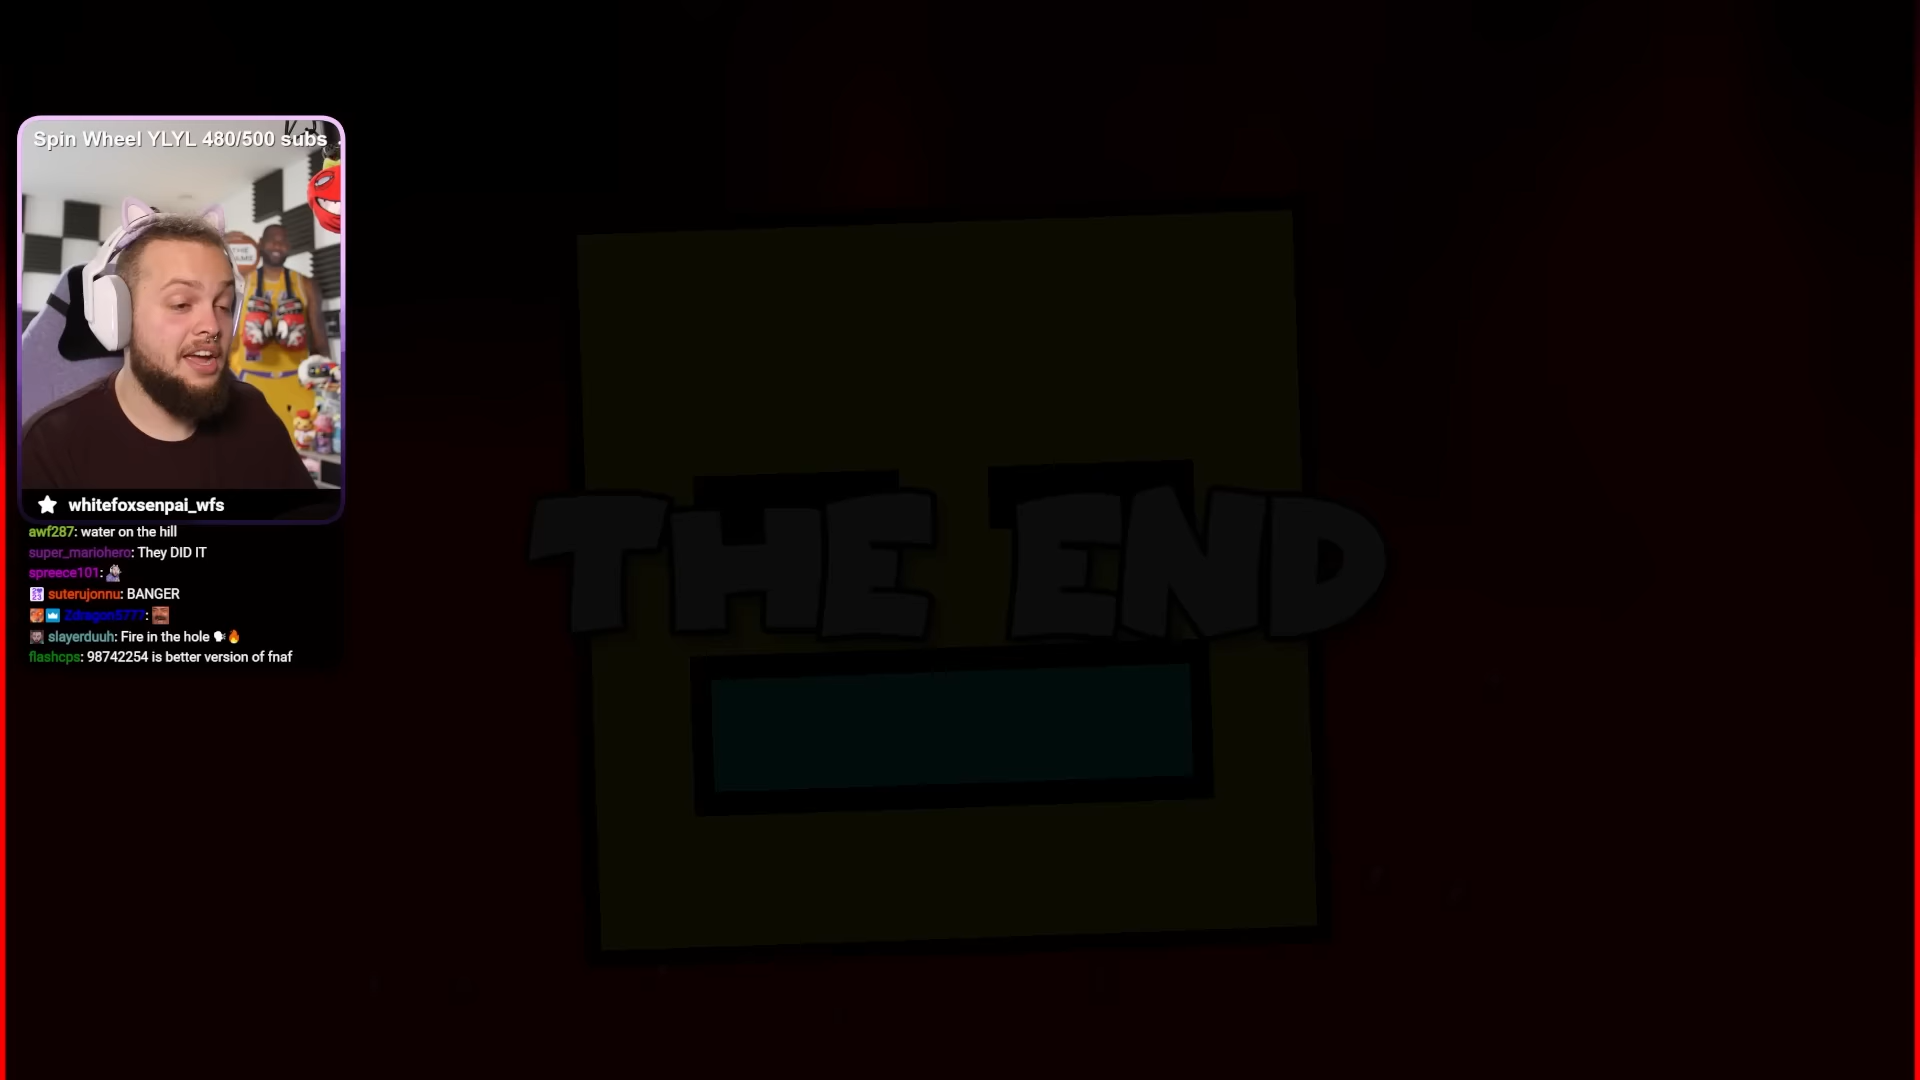 Spin Wheel YLYL 480/500 subs
whitefoxsenpai_wfs
awf287: water on the hill
super_mariohero: They DID IT
spreece101:
suterujonnu: BANGER
Zdragon5777:
slayerduuh: Fire in the hole 🗣🔥
flashcps: 98742254 is better version of fnaf
THE END